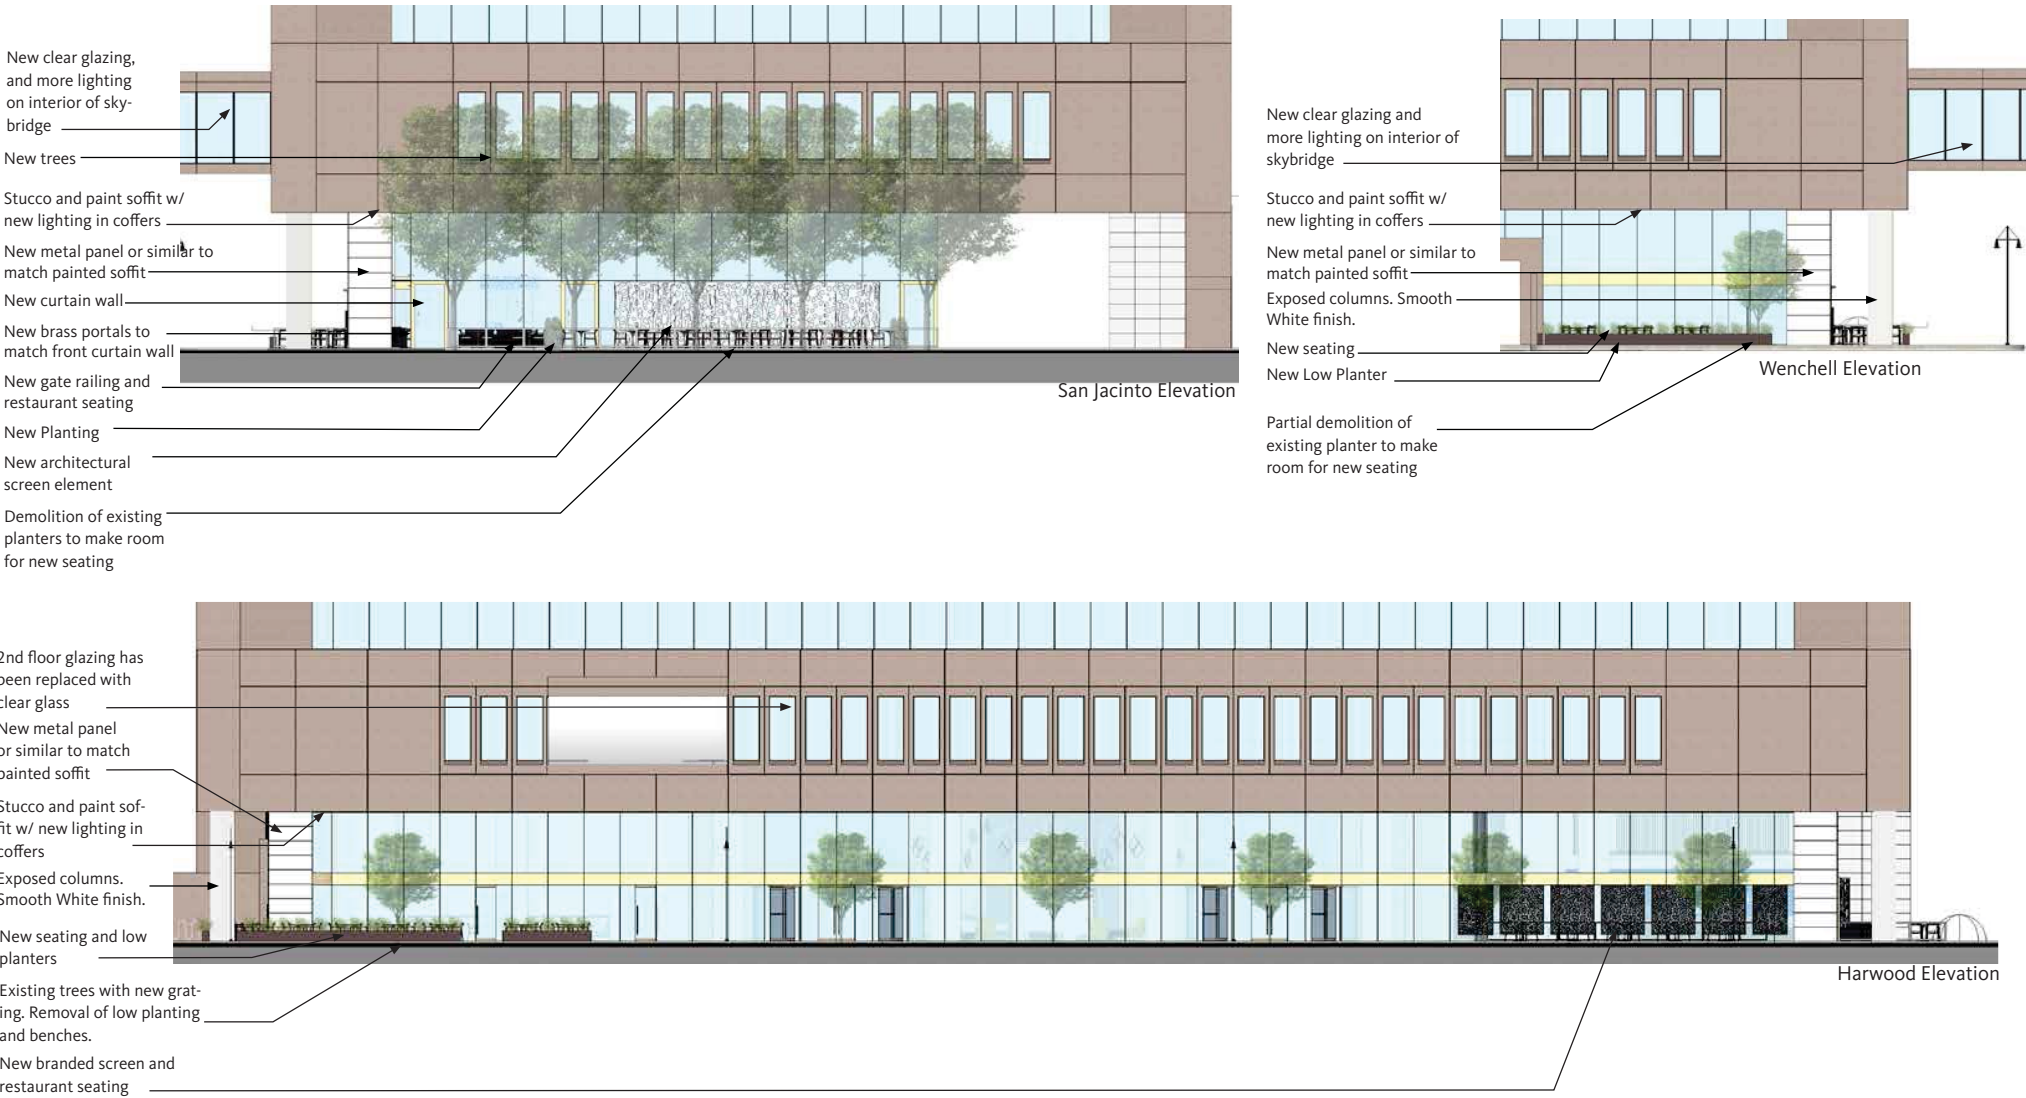 New clear glazing,
and more lighting
on interior of sky-
bridge
New trees
Stucco and paint soffit w/
new lighting in coffers
New metal panel or similar to
match painted soffit
New curtain wall
New brass portals to
match front curtain wall
New gate railing and
restaurant seating
New Planting
New architectural
screen element
Demolition of existing
planters to make room
for new seating
San Jacinto Elevation
New clear glazing and
more lighting on interior of
skybridge
Stucco and paint soffit w/
new lighting in coffers
New metal panel or similar to
match painted soffit
Exposed columns. Smooth
White finish.
New seating
New Low Planter
Partial demolition of
existing planter to make
room for new seating
Wenchell Elevation
2nd floor glazing has
been replaced with
clear glass
New metal panel
or similar to match
painted soffit
Stucco and paint sof-
fit w/ new lighting in
coffers
Exposed columns.
Smooth White finish.
New seating and low
planters
Existing trees with new grat-
ing. Removal of low planting
and benches.
New branded screen and
restaurant seating
Harwood Elevation